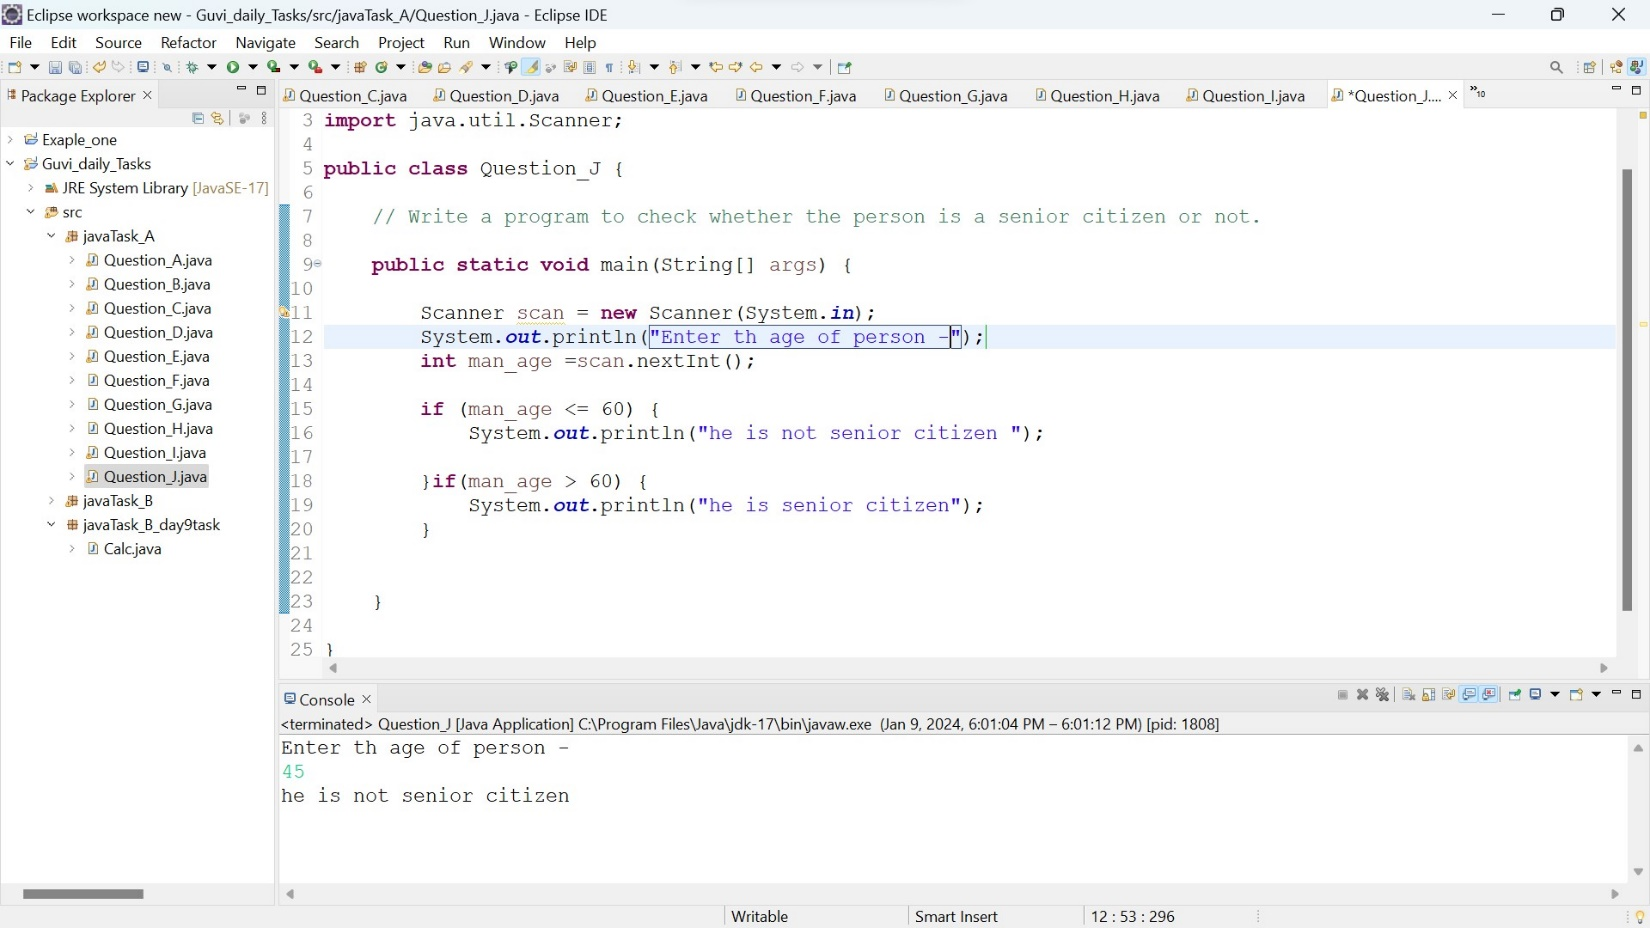 Eclipse workspace new - Guvi_daily_Tasks/src/javaTask_A/Question_J.java - Eclipse IDE
File Edit Source Refactor Navigate Search Project Run Window Help
Package Explorer
Question_C.java Question_D.java Question_E.java Question_F.java Question_G.java Question_H.java Question_I.java *Question_J.... »10
Exaple_one
Guvi_daily_Tasks
JRE System Library [JavaSE-17]
src
javaTask_A
Question_A.java
Question_B.java
Question_C.java
Question_D.java
Question_E.java
Question_F.java
Question_G.java
Question_H.java
Question_I.java
Question_J.java
javaTask_B
javaTask_B_day9task
Calc.java
3 import java.util.Scanner;
4
5 public class Question_J {
6
7 // Write a program to check whether the person is a senior citizen or not.
8
9 public static void main(String[] args) {
10
11 Scanner scan = new Scanner(System.in);
12 System.out.println("Enter th age of person -");
13 int man_age =scan.nextInt();
14
15 if (man_age <= 60) {
16 System.out.println("he is not senior citizen ");
17
18 }if(man_age > 60) {
19 System.out.println("he is senior citizen");
20 }
21
22
23 }
24
25 }
Console
<terminated> Question_J [Java Application] C:\Program Files\Java\jdk-17\bin\javaw.exe (Jan 9, 2024, 6:01:04 PM – 6:01:12 PM) [pid: 1808]
Enter th age of person -
45
he is not senior citizen
Writable Smart Insert 12 : 53 : 296